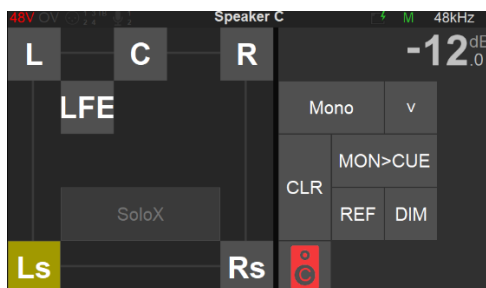 48V OV Speaker C M 48kHz
L C R -12.0 dB
LFE Mono v
MON>CUE
CLR
SoloX REF DIM
Ls Rs C